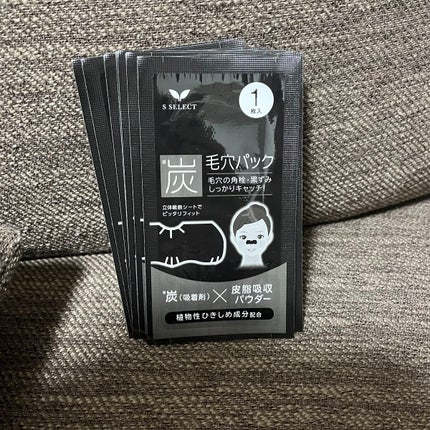 S SELECT
1
枚入
*炭
毛穴パック
毛穴の角栓・黒ずみ
しっかりキャッチ!
立体裁断シートで
ピッタリフィット
*炭(吸着剤)×皮脂吸収
パウダー
植物性ひきしめ成分配合